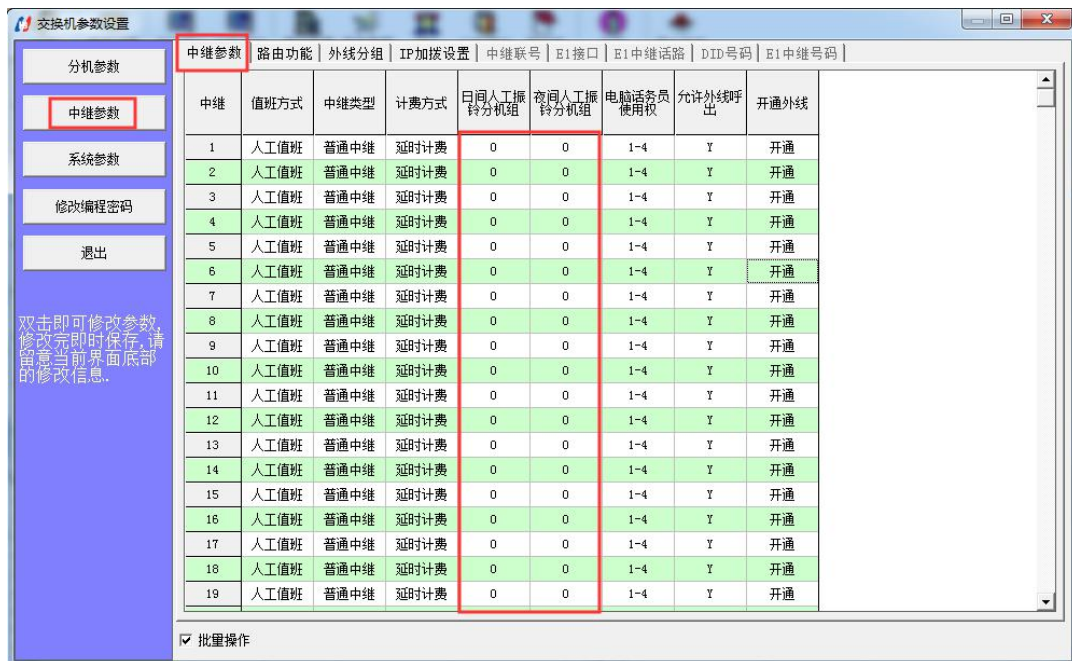 交换机参数设置
分机参数
中继参数
系统参数
修改编程密码
退出
双击即可修改参数,
修改完即时保存,请
留意当前界面底部
的修改信息.
中继参数 路由功能 外线分组 IP加拨设置 中继联号 E1接口 E1中继话路 DID号码 E1中继号码
中继 值班方式 中继类型 计费方式 日间人工振铃分机组 夜间人工振铃分机组 电脑话务员使用权 允许外线呼出 开通外线
1 人工值班 普通中继 延时计费 0 0 1-4 Y 开通
2 人工值班 普通中继 延时计费 0 0 1-4 Y 开通
3 人工值班 普通中继 延时计费 0 0 1-4 Y 开通
4 人工值班 普通中继 延时计费 0 0 1-4 Y 开通
5 人工值班 普通中继 延时计费 0 0 1-4 Y 开通
6 人工值班 普通中继 延时计费 0 0 1-4 Y 开通
7 人工值班 普通中继 延时计费 0 0 1-4 Y 开通
8 人工值班 普通中继 延时计费 0 0 1-4 Y 开通
9 人工值班 普通中继 延时计费 0 0 1-4 Y 开通
10 人工值班 普通中继 延时计费 0 0 1-4 Y 开通
11 人工值班 普通中继 延时计费 0 0 1-4 Y 开通
12 人工值班 普通中继 延时计费 0 0 1-4 Y 开通
13 人工值班 普通中继 延时计费 0 0 1-4 Y 开通
14 人工值班 普通中继 延时计费 0 0 1-4 Y 开通
15 人工值班 普通中继 延时计费 0 0 1-4 Y 开通
16 人工值班 普通中继 延时计费 0 0 1-4 Y 开通
17 人工值班 普通中继 延时计费 0 0 1-4 Y 开通
18 人工值班 普通中继 延时计费 0 0 1-4 Y 开通
19 人工值班 普通中继 延时计费 0 0 1-4 Y 开通
批里操作